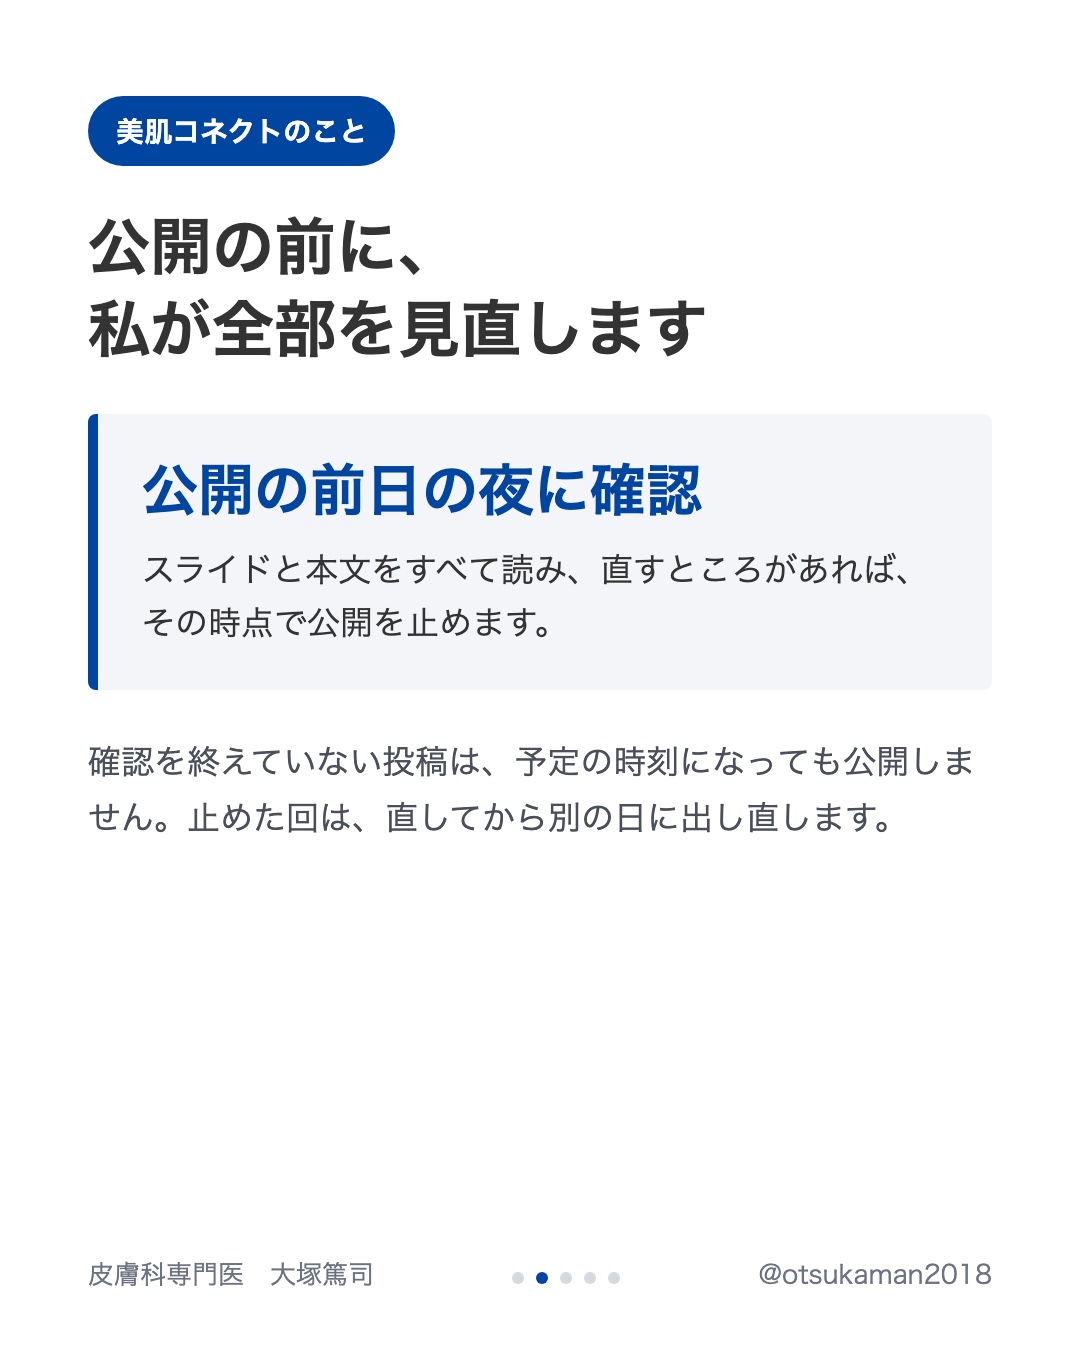 美肌コネクトのこと
公開の前に、
私が全部を見直します
公開の前日の夜に確認
スライドと本文をすべて読み、直すところがあれば、
その時点で公開を止めます。
確認を終えていない投稿は、予定の時刻になっても公開しま
せん。止めた回は、直してから別の日に出し直します。
皮膚科専門医　大塚篤司
@otsukaman2018